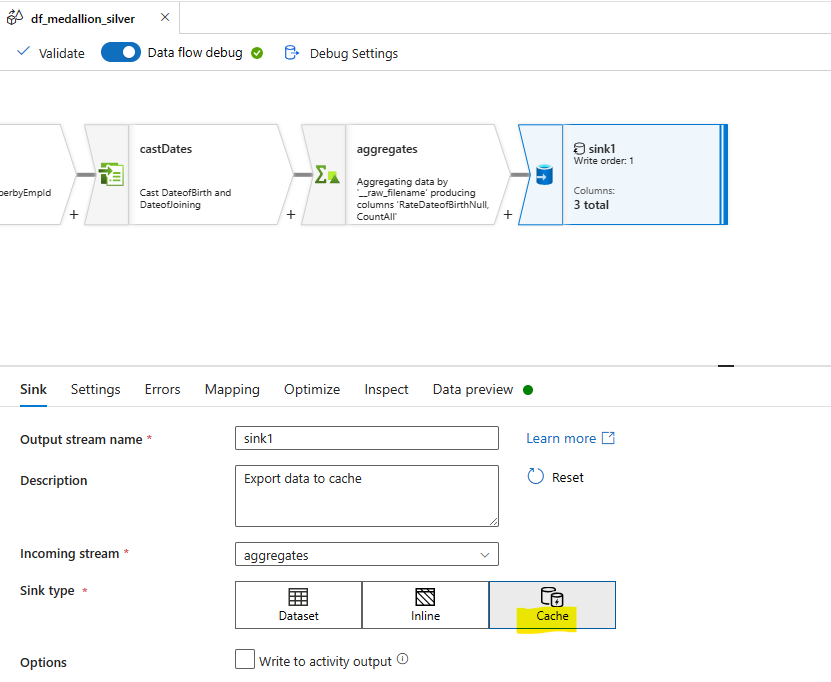 df_medallion_silver
Validate Data flow debug Debug Settings
perbyEmpId
+
castDates
Cast DateofBirth and
DateofJoining
+
aggregates
Aggregating data by
'__raw_filename' producing
columns 'RateDateofBirthNull,
CountAll'
+
sink1
Write order: 1
Columns:
3 total
Sink Settings Errors Mapping Optimize Inspect Data preview
Output stream name * sink1 Learn more
Description Export data to cache Reset
Incoming stream * aggregates
Sink type * Dataset Inline Cache
Options Write to activity output